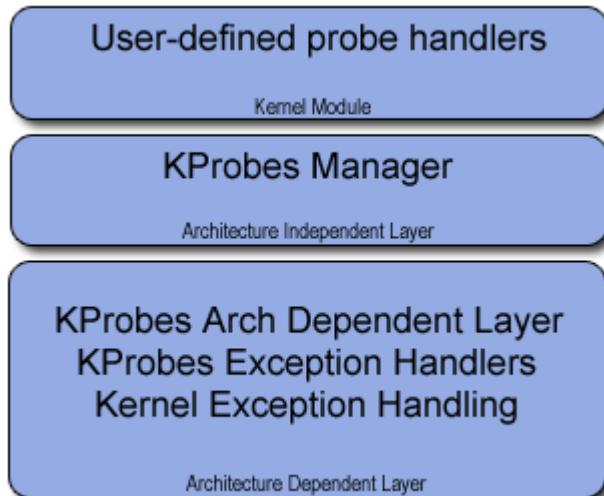 User-defined probe handlers
Kernel Module
KProbes Manager
Architecture Independent Layer
KProbes Arch Dependent Layer
KProbes Exception Handlers
Kernel Exception Handling
Architecture Dependent Layer